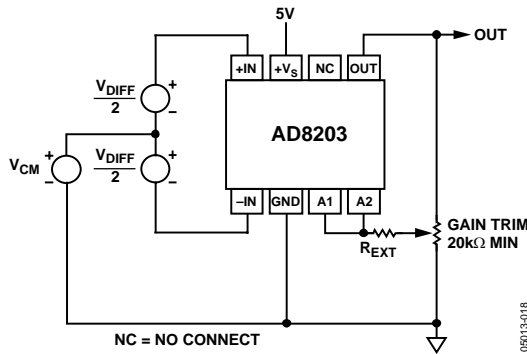 5V
OUT
+IN
+VS
NC
OUT
VDIFF
2
+
–
AD8203
VCM
+
–
VDIFF
2
+
–
–IN
GND
A1
A2
REXT
GAIN TRIM
20kΩ MIN
NC = NO CONNECT
05013-018